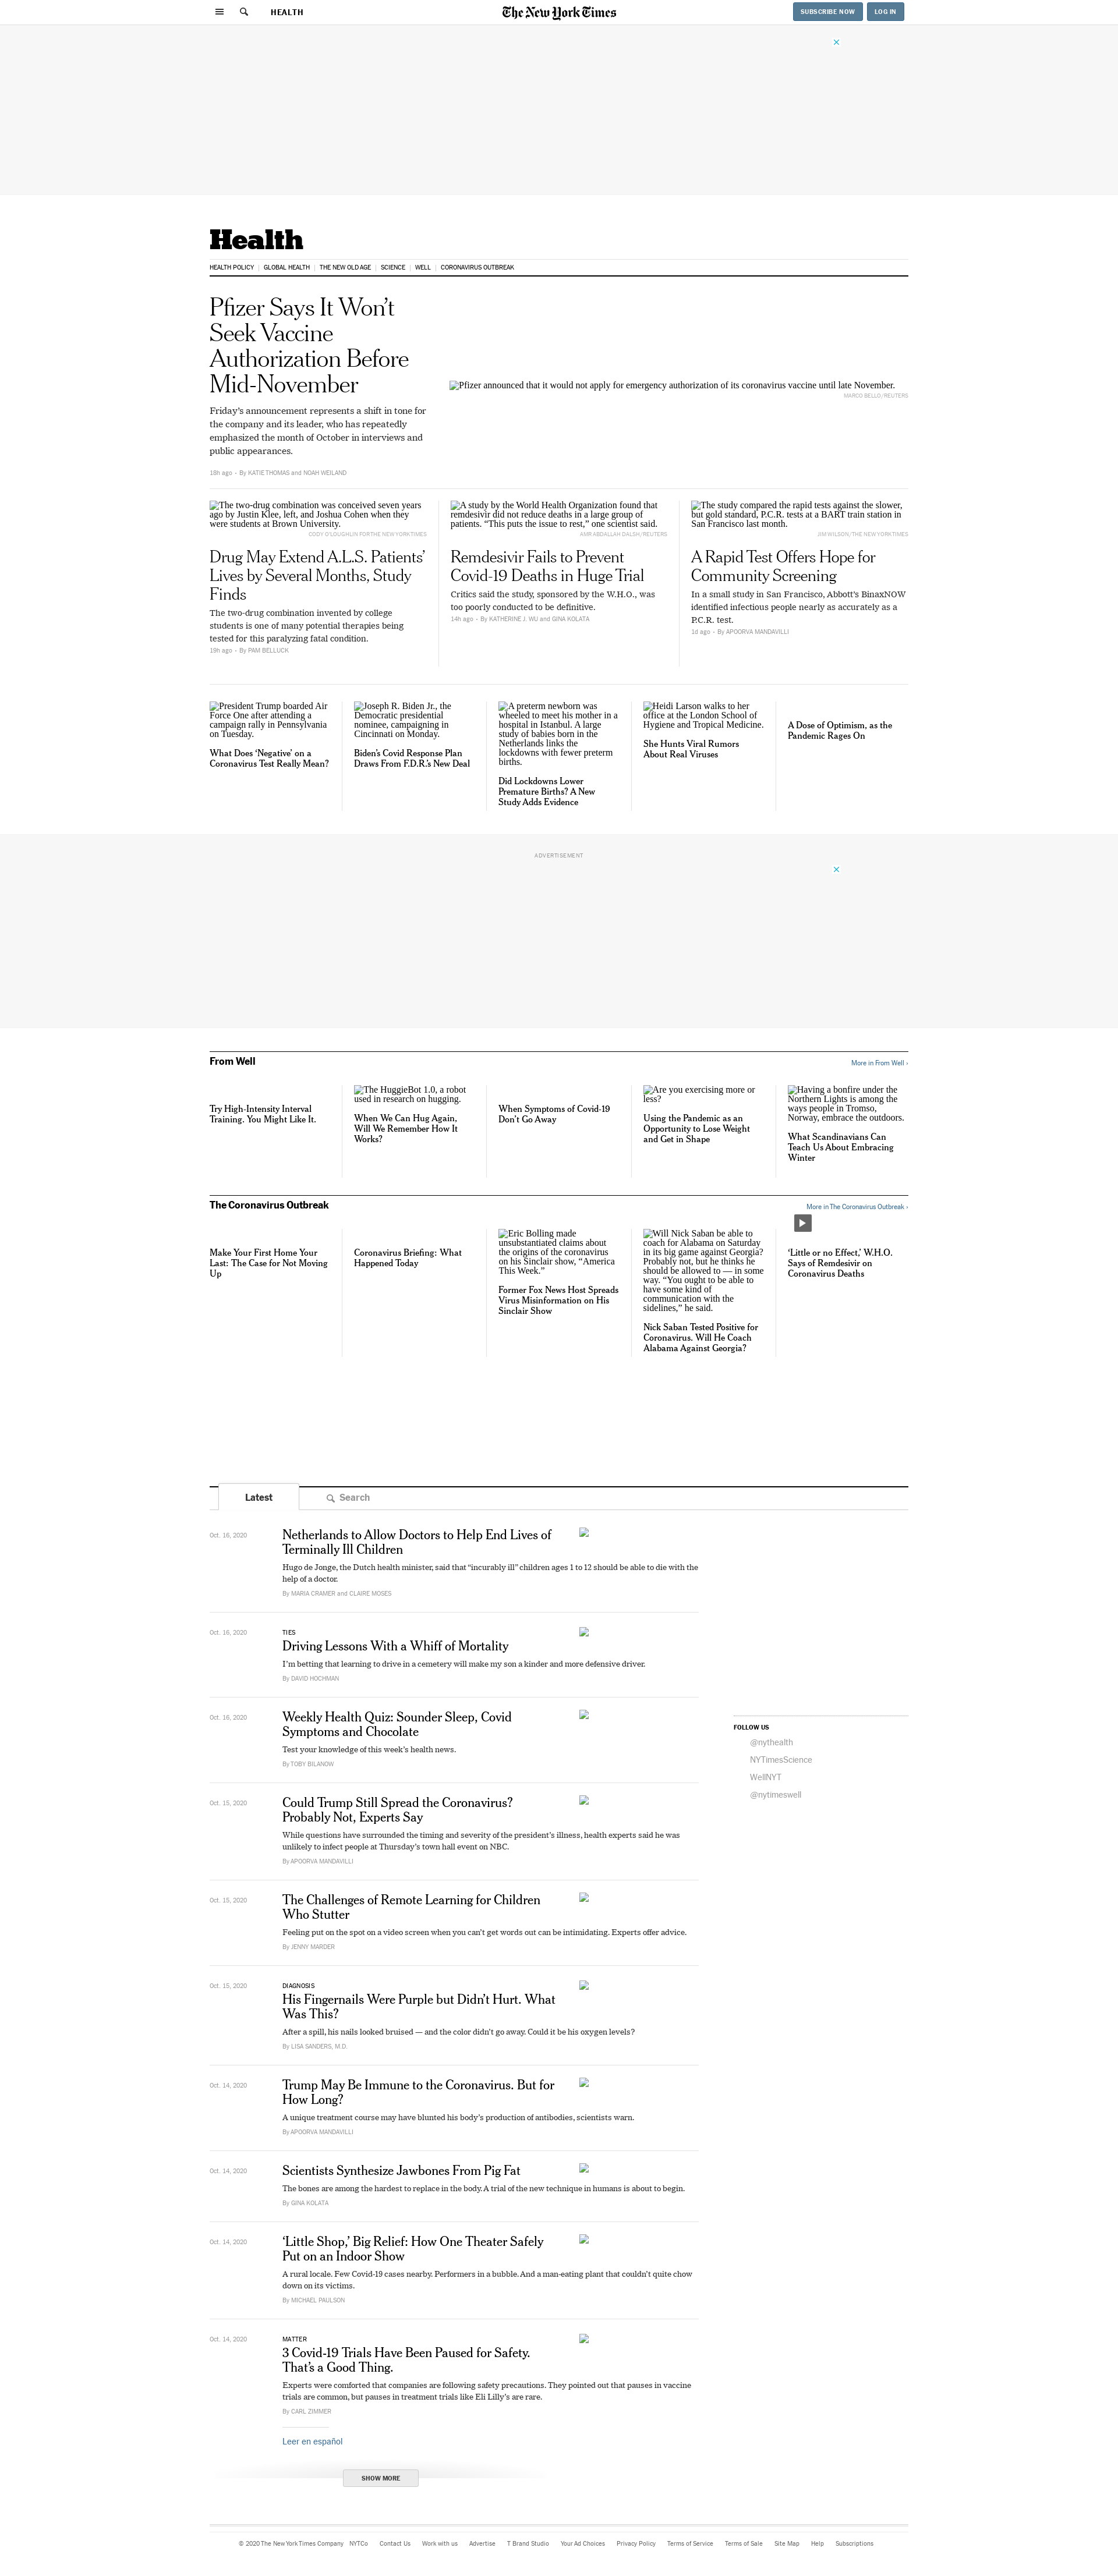 HEALTH
The New York Times
SUBSCRIBE NOW
LOG IN
Health
HEALTH POLICY
GLOBAL HEALTH
THE NEW OLD AGE
SCIENCE
WELL
CORONAVIRUS OUTBREAK
Pfizer Says It Won’t
Seek Vaccine
Authorization Before
Mid-November
Friday’s announcement represents a shift in tone for
the company and its leader, who has repeatedly
emphasized the month of October in interviews and
public appearances.
18h ago · By KATIE THOMAS and NOAH WEILAND
Pfizer announced that it would not apply for emergency authorization of its coronavirus vaccine until late November.
MARCO BELLO/REUTERS
The two-drug combination was conceived seven years
ago by Justin Klee, left, and Joshua Cohen when they
were students at Brown University.
CODY O'LOUGHLIN FOR THE NEW YORK TIMES
Drug May Extend A.L.S. Patients’
Lives by Several Months, Study
Finds
The two-drug combination invented by college
students is one of many potential therapies being
tested for this paralyzing fatal condition.
19h ago · By PAM BELLUCK
A study by the World Health Organization found that
remdesivir did not reduce deaths in a large group of
patients. “This puts the issue to rest,” one scientist said.
AMR ABDALLAH DALSH/REUTERS
Remdesivir Fails to Prevent
Covid-19 Deaths in Huge Trial
Critics said the study, sponsored by the W.H.O., was
too poorly conducted to be definitive.
14h ago · By KATHERINE J. WU and GINA KOLATA
The study compared the rapid tests against the slower,
but gold standard, P.C.R. tests at a BART train station in
San Francisco last month.
JIM WILSON/THE NEW YORK TIMES
A Rapid Test Offers Hope for
Community Screening
In a small study in San Francisco, Abbott’s BinaxNOW
identified infectious people nearly as accurately as a
P.C.R. test.
1d ago · By APOORVA MANDAVILLI
President Trump boarded Air
Force One after attending a
campaign rally in Pennsylvania
on Tuesday.
What Does ‘Negative’ on a
Coronavirus Test Really Mean?
Joseph R. Biden Jr., the
Democratic presidential
nominee, campaigning in
Cincinnati on Monday.
Biden’s Covid Response Plan
Draws From F.D.R.’s New Deal
A preterm newborn was
wheeled to meet his mother in a
hospital in Istanbul. A large
study of babies born in the
Netherlands links the
lockdowns with fewer preterm
births.
Did Lockdowns Lower
Premature Births? A New
Study Adds Evidence
Heidi Larson walks to her
office at the London School of
Hygiene and Tropical Medicine.
She Hunts Viral Rumors
About Real Viruses
A Dose of Optimism, as the
Pandemic Rages On
ADVERTISEMENT
From Well
More in From Well ›
Try High-Intensity Interval
Training. You Might Like It.
The HuggieBot 1.0, a robot
used in research on hugging.
When We Can Hug Again,
Will We Remember How It
Works?
When Symptoms of Covid-19
Don’t Go Away
Are you exercising more or
less?
Using the Pandemic as an
Opportunity to Lose Weight
and Get in Shape
Having a bonfire under the
Northern Lights is among the
ways people in Tromso,
Norway, embrace the outdoors.
What Scandinavians Can
Teach Us About Embracing
Winter
The Coronavirus Outbreak
More in The Coronavirus Outbreak ›
Make Your First Home Your
Last: The Case for Not Moving
Up
Coronavirus Briefing: What
Happened Today
Eric Bolling made
unsubstantiated claims about
the origins of the coronavirus
on his Sinclair show, “America
This Week.”
Former Fox News Host Spreads
Virus Misinformation on His
Sinclair Show
Will Nick Saban be able to
coach for Alabama on Saturday
in its big game against Georgia?
Probably not, but he thinks he
should be allowed to — in some
way. “You ought to be able to
have some kind of
communication with the
sidelines,” he said.
Nick Saban Tested Positive for
Coronavirus. Will He Coach
Alabama Against Georgia?
‘Little or no Effect,’ W.H.O.
Says of Remdesivir on
Coronavirus Deaths
Latest
Search
Oct. 16, 2020
Netherlands to Allow Doctors to Help End Lives of
Terminally Ill Children
Hugo de Jonge, the Dutch health minister, said that “incurably ill” children ages 1 to 12 should be able to die with the
help of a doctor.
By MARIA CRAMER and CLAIRE MOSES
Oct. 16, 2020
TIES
Driving Lessons With a Whiff of Mortality
I’m betting that learning to drive in a cemetery will make my son a kinder and more defensive driver.
By DAVID HOCHMAN
Oct. 16, 2020
Weekly Health Quiz: Sounder Sleep, Covid
Symptoms and Chocolate
Test your knowledge of this week’s health news.
By TOBY BILANOW
Oct. 15, 2020
Could Trump Still Spread the Coronavirus?
Probably Not, Experts Say
While questions have surrounded the timing and severity of the president’s illness, health experts said he was
unlikely to infect people at Thursday’s town hall event on NBC.
By APOORVA MANDAVILLI
Oct. 15, 2020
The Challenges of Remote Learning for Children
Who Stutter
Feeling put on the spot on a video screen when you can’t get words out can be intimidating. Experts offer advice.
By JENNY MARDER
Oct. 15, 2020
DIAGNOSIS
His Fingernails Were Purple but Didn’t Hurt. What
Was This?
After a spill, his nails looked bruised — and the color didn’t go away. Could it be his oxygen levels?
By LISA SANDERS, M.D.
Oct. 14, 2020
Trump May Be Immune to the Coronavirus. But for
How Long?
A unique treatment course may have blunted his body’s production of antibodies, scientists warn.
By APOORVA MANDAVILLI
Oct. 14, 2020
Scientists Synthesize Jawbones From Pig Fat
The bones are among the hardest to replace in the body. A trial of the new technique in humans is about to begin.
By GINA KOLATA
Oct. 14, 2020
‘Little Shop,’ Big Relief: How One Theater Safely
Put on an Indoor Show
A rural locale. Few Covid-19 cases nearby. Performers in a bubble. And a man-eating plant that couldn’t quite chow
down on its victims.
By MICHAEL PAULSON
Oct. 14, 2020
MATTER
3 Covid-19 Trials Have Been Paused for Safety.
That’s a Good Thing.
Experts were comforted that companies are following safety precautions. They pointed out that pauses in vaccine
trials are common, but pauses in treatment trials like Eli Lilly’s are rare.
By CARL ZIMMER
Leer en español
SHOW MORE
FOLLOW US
@nythealth
NYTimesScience
WellNYT
@nytimeswell
© 2020 The New York Times Company
NYTCo
Contact Us
Work with us
Advertise
T Brand Studio
Your Ad Choices
Privacy Policy
Terms of Service
Terms of Sale
Site Map
Help
Subscriptions